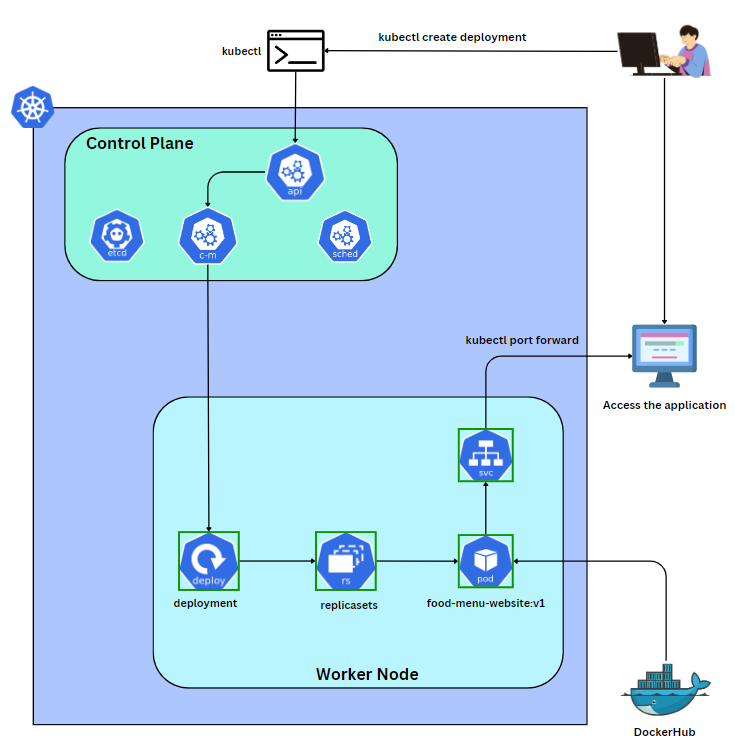 kubectl create deployment
kubectl
Control Plane
api
etcd
c-m
sched
kubectl port forward
Access the application
svc
deploy
rs
pod
deployment
replicasets
food-menu-website:v1
Worker Node
DockerHub